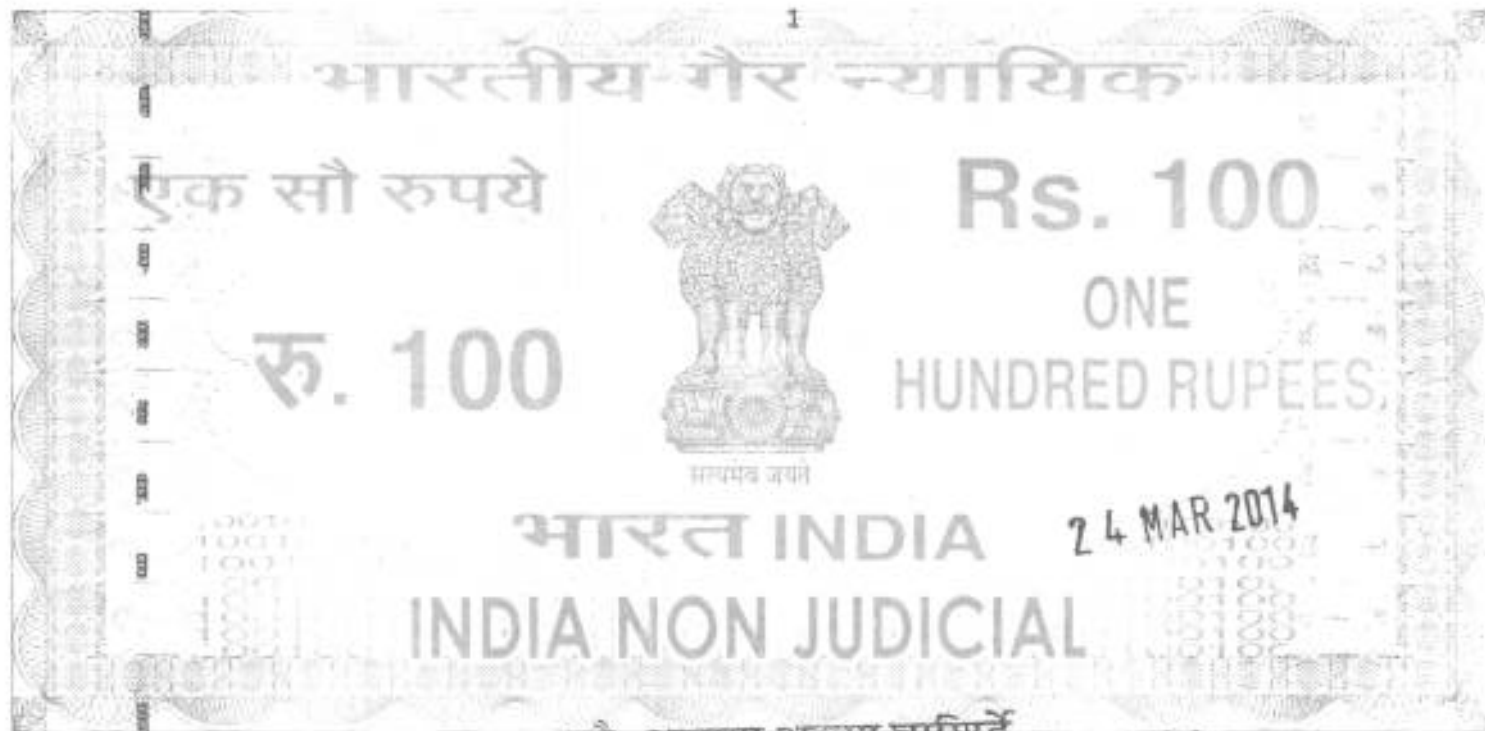 1
भारतीय गैर न्यायिक
एक सौ रुपये
Rs. 100
रु. 100
ONE
HUNDRED RUPEES
सत्यमेव जयते
भारत INDIA
24 MAR 2014
INDIA NON JUDICIAL